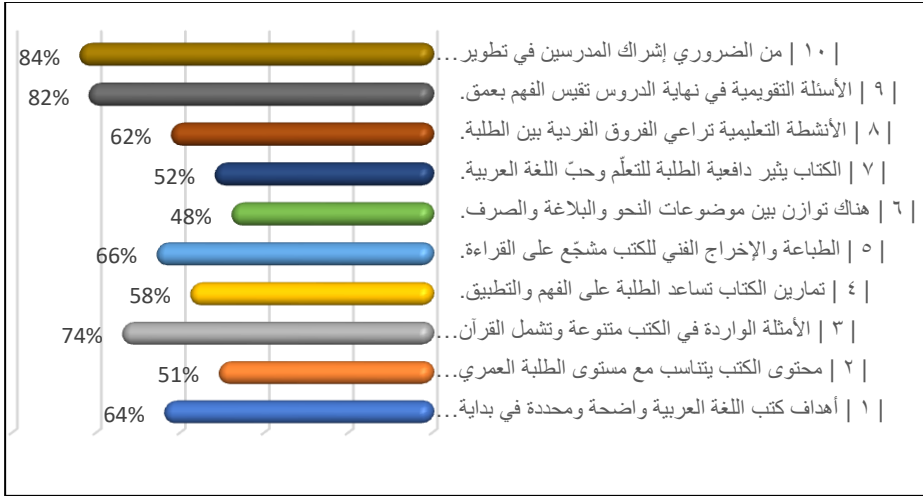 | ١٠ | من الضروري إشراك المدرسين في تطوير...
84%
| ٩ | الأسئلة التقويمية في نهاية الدروس تقيس الفهم بعمق.
82%
| ٨ | الأنشطة التعليمية تراعي الفروق الفردية بين الطلبة.
62%
| ٧ | الكتاب يثير دافعية الطلبة للتعلّم وحبّ اللغة العربية.
52%
| ٦ | هناك توازن بين موضوعات النحو والبلاغة والصرف.
48%
| ٥ | الطباعة والإخراج الفني للكتب مشجّع على القراءة.
66%
| ٤ | تمارين الكتاب تساعد الطلبة على الفهم والتطبيق.
58%
| ٣ | الأمثلة الواردة في الكتب متنوعة وتشمل القرآن...
74%
| ٢ | محتوى الكتب يتناسب مع مستوى الطلبة العمري...
51%
| ١ | أهداف كتب اللغة العربية واضحة ومحددة في بداية...
64%